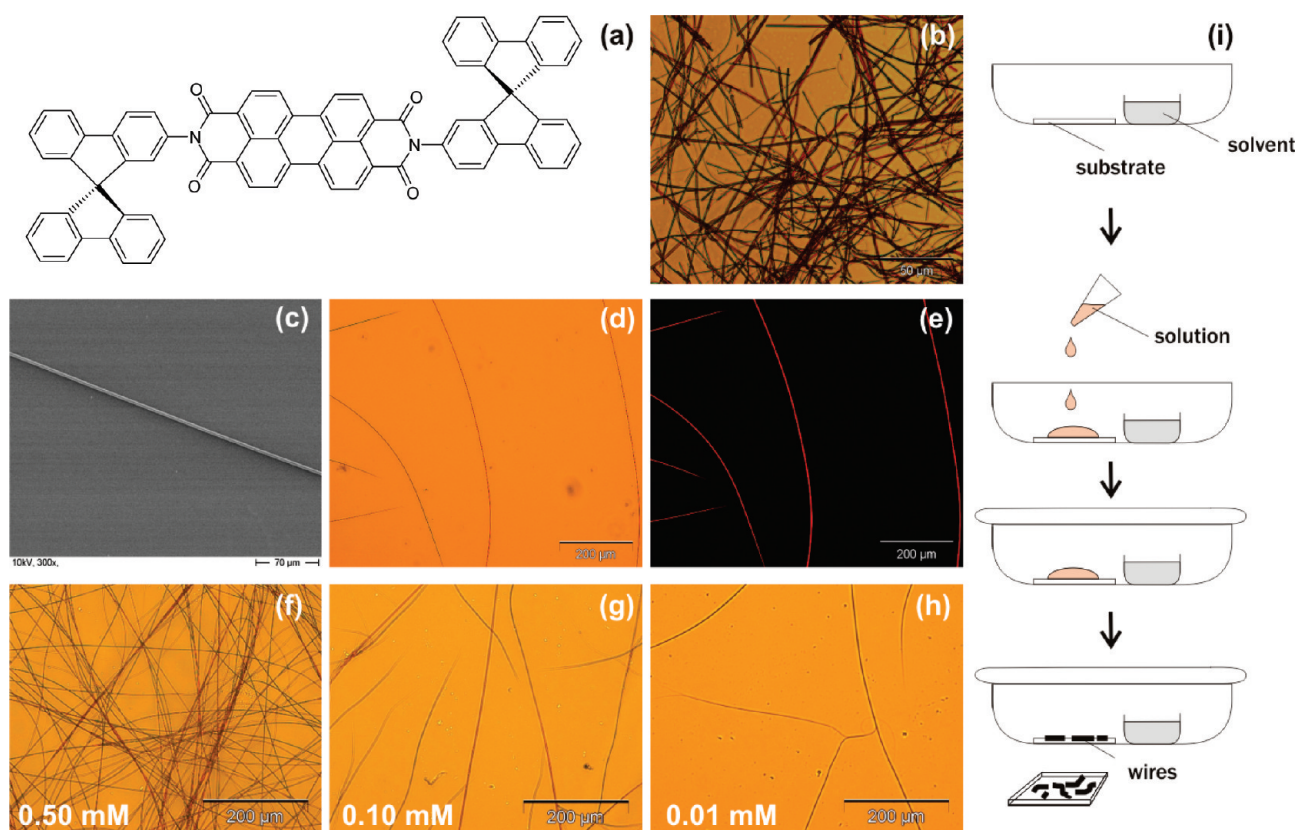 (a)
O
O
N
N
O
O
(b)
50 µm
(c)
10kV, 300x,
70 µm
(d)
200 µm
(e)
200 µm
(f)
0.50 mM
200 µm
(g)
0.10 mM
200 µm
(h)
0.01 mM
200 µm
(i)
solvent
substrate
solution
wires